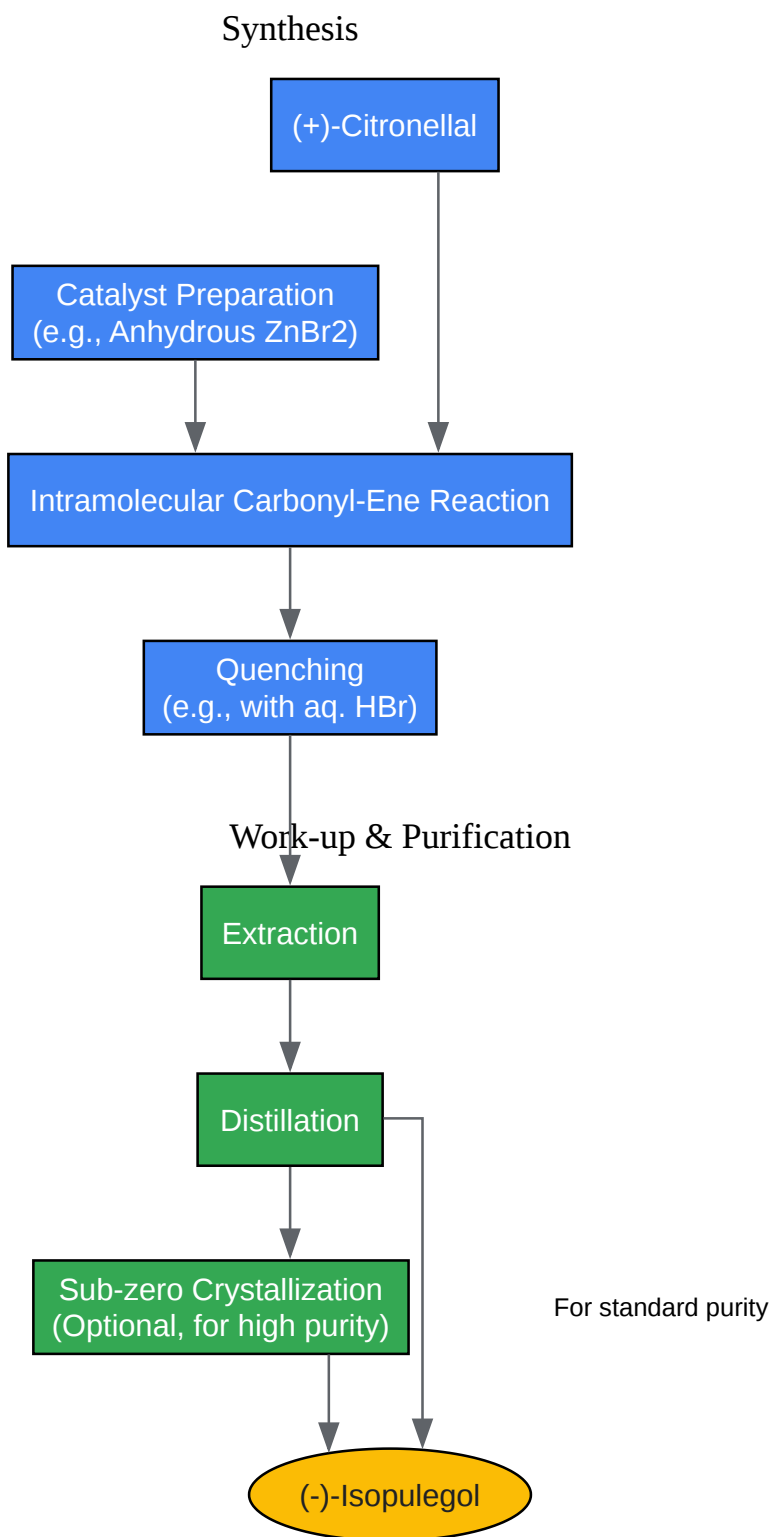 Synthesis
(+)-Citronellal
Catalyst Preparation
(e.g., Anhydrous ZnBr2)
Intramolecular Carbonyl-Ene Reaction
Quenching
(e.g., with aq. HBr)
Work-up & Purification
Extraction
Distillation
Sub-zero Crystallization
(Optional, for high purity)
For standard purity
(-)-Isopulegol